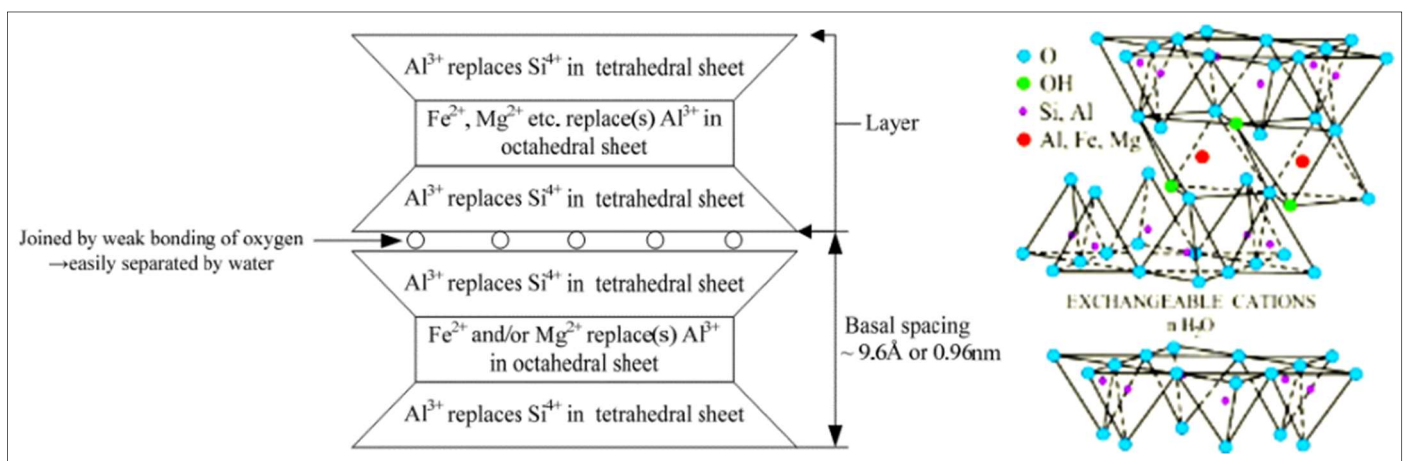 Al³⁺ replaces Si⁴⁺ in tetrahedral sheet
Fe²⁺, Mg²⁺ etc. replace(s) Al³⁺ in
octahedral sheet
Al³⁺ replaces Si⁴⁺ in tetrahedral sheet
Layer
Joined by weak bonding of oxygen
→easily separated by water
Al³⁺ replaces Si⁴⁺ in tetrahedral sheet
Fe²⁺ and/or Mg²⁺ replace(s) Al³⁺
in octahedral sheet
Al³⁺ replaces Si⁴⁺ in tetrahedral sheet
Basal spacing
~ 9.6Å or 0.96nm
O
OH
Si, Al
Al, Fe, Mg
EXCHANGEABLE CATIONS
n H₂O